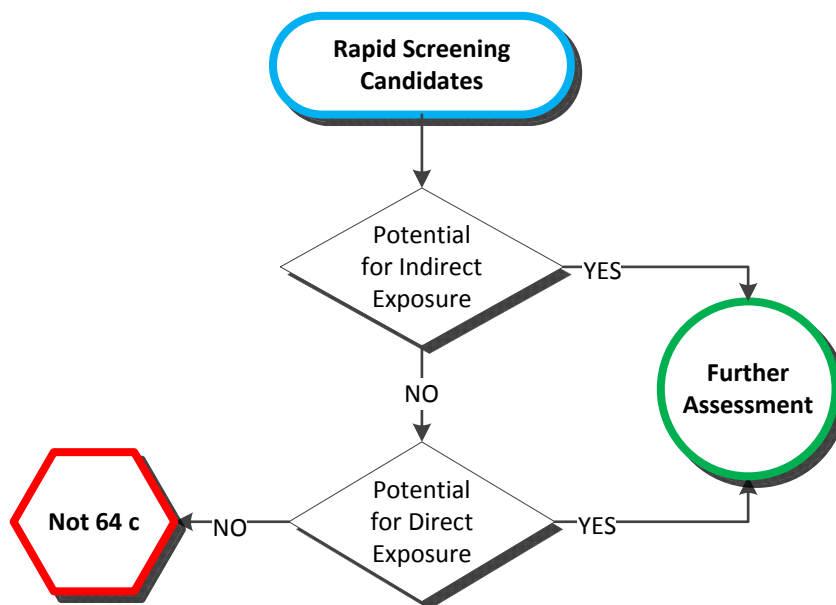 Rapid Screening
Candidates
Potential
for Indirect
Exposure
YES
NO
Further
Assessment
Potential
for Direct
Exposure
YES
NO
Not 64 c